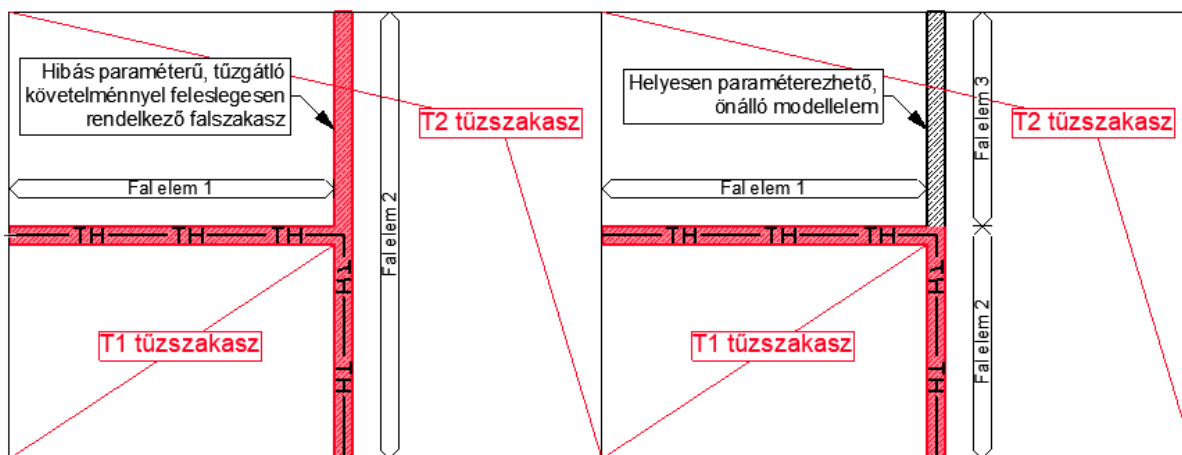 Hibás paraméterű, tűzgátló
követelménnyel feleslegesen
rendelkező falszakasz
T2 tűzszakasz
Fal elem 1
Fal elem 2
TH TH TH
TH
TH
T1 tűzszakasz
Helyesen paraméterezhető,
önálló modellelem
Fal elem 3
T2 tűzszakasz
Fal elem 1
TH TH TH
TH
TH
Fal elem 2
T1 tűzszakasz